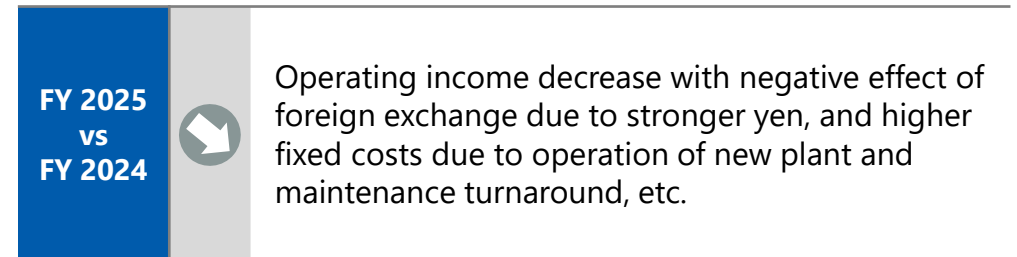 FY 2025
vs
FY 2024
Operating income decrease with negative effect of
foreign exchange due to stronger yen, and higher
fixed costs due to operation of new plant and
maintenance turnaround, etc.